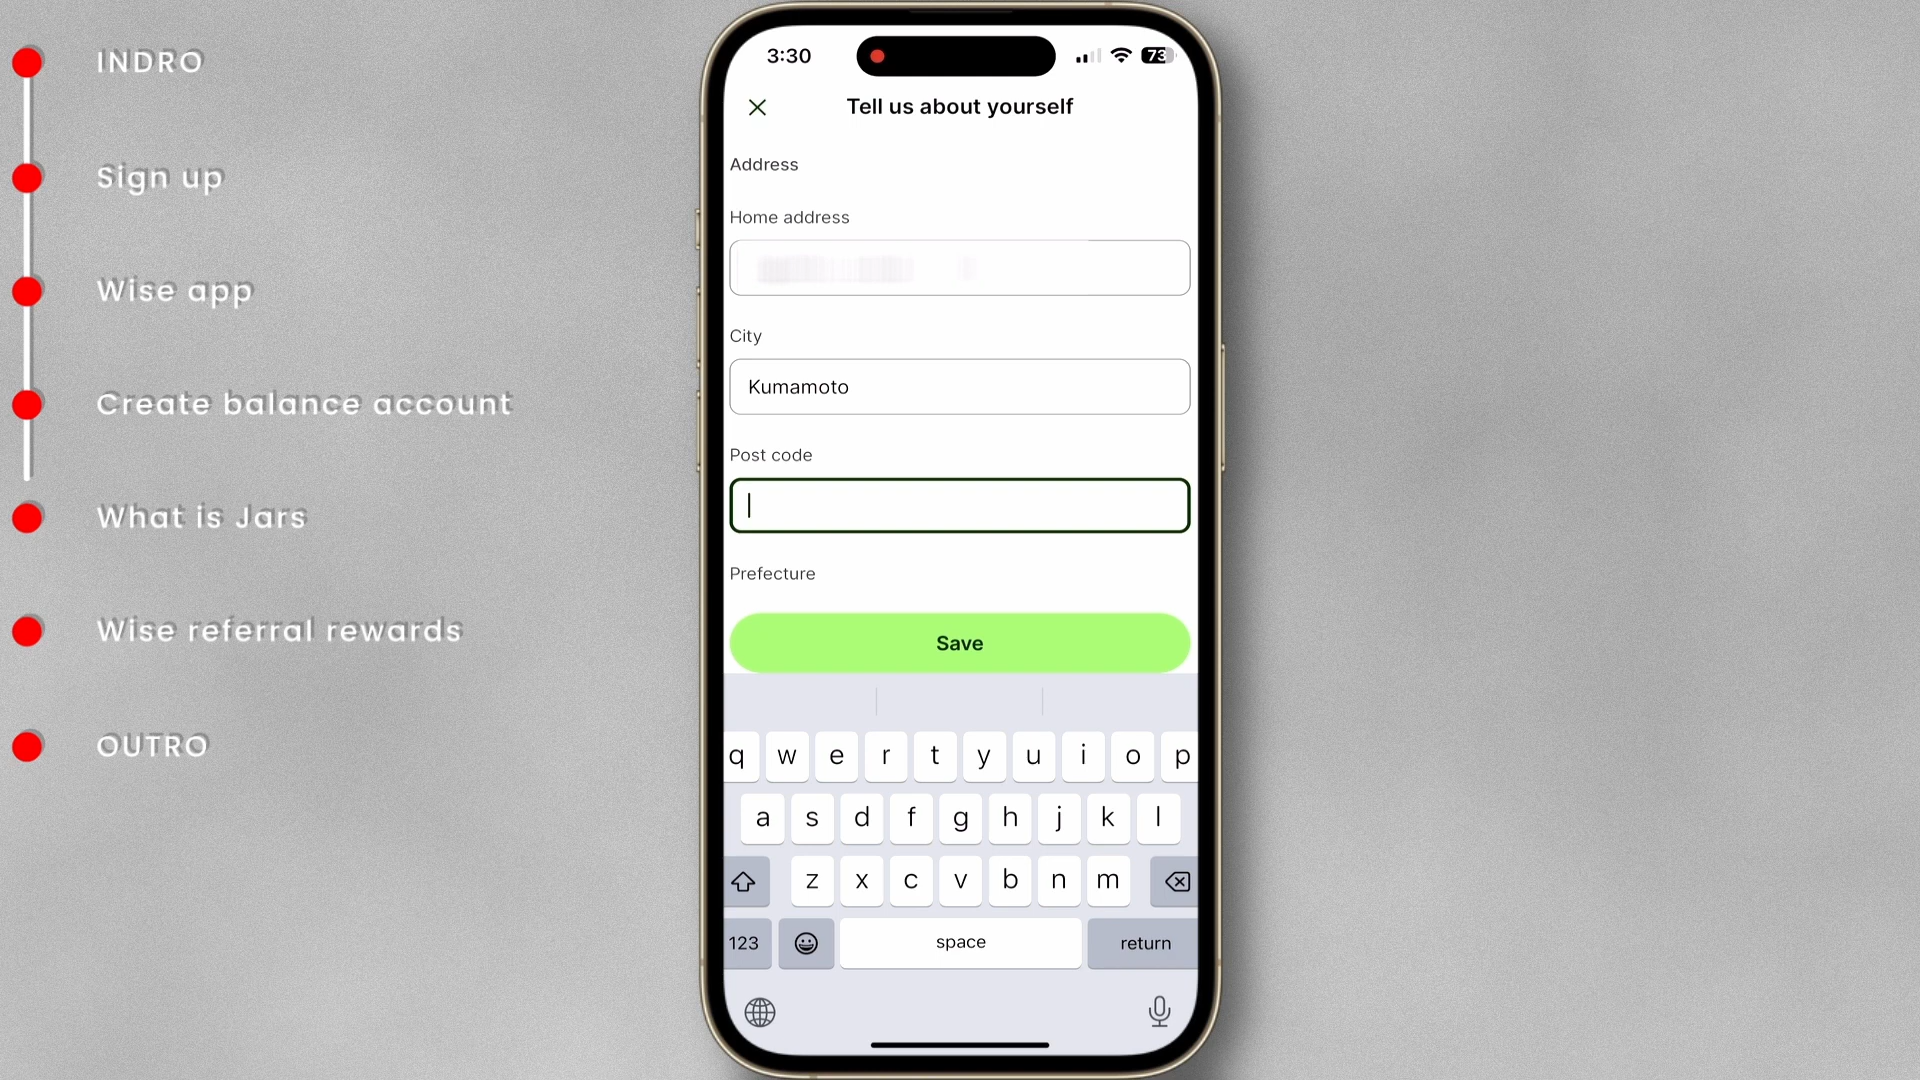 INDRO
Sign up
Wise app
Create balance account
What is Jars
Wise referral rewards
OUTRO
3:30
73
Tell us about yourself
Address
Home address
City
Kumamoto
Post code
Prefecture
Save
q w e r t y u i o p
a s d f g h j k l
z x c v b n m
123 space return